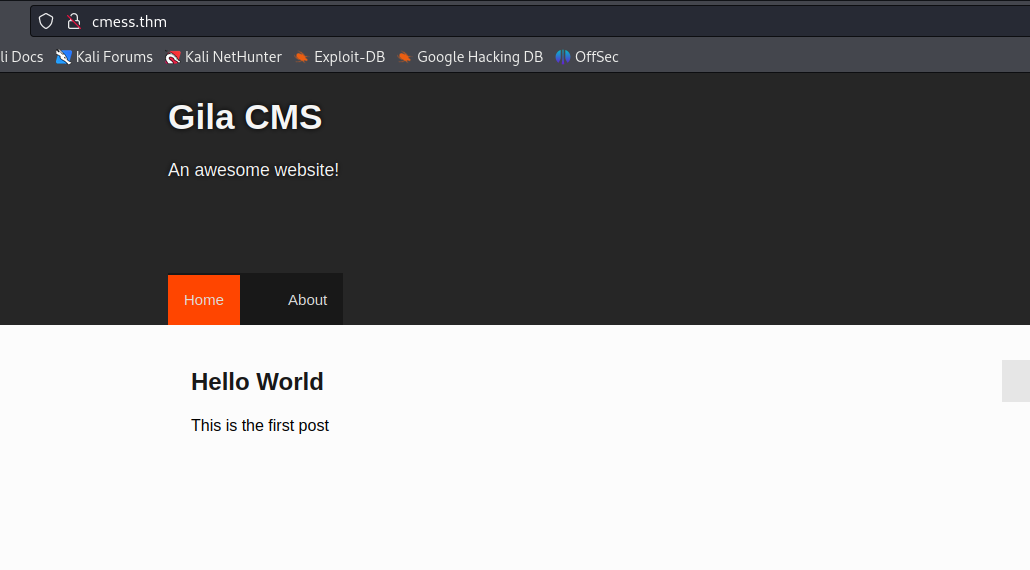 cmess.thm
li Docs Kali Forums Kali NetHunter Exploit-DB Google Hacking DB OffSec
Gila CMS
An awesome website!
Home About
Hello World
This is the first post